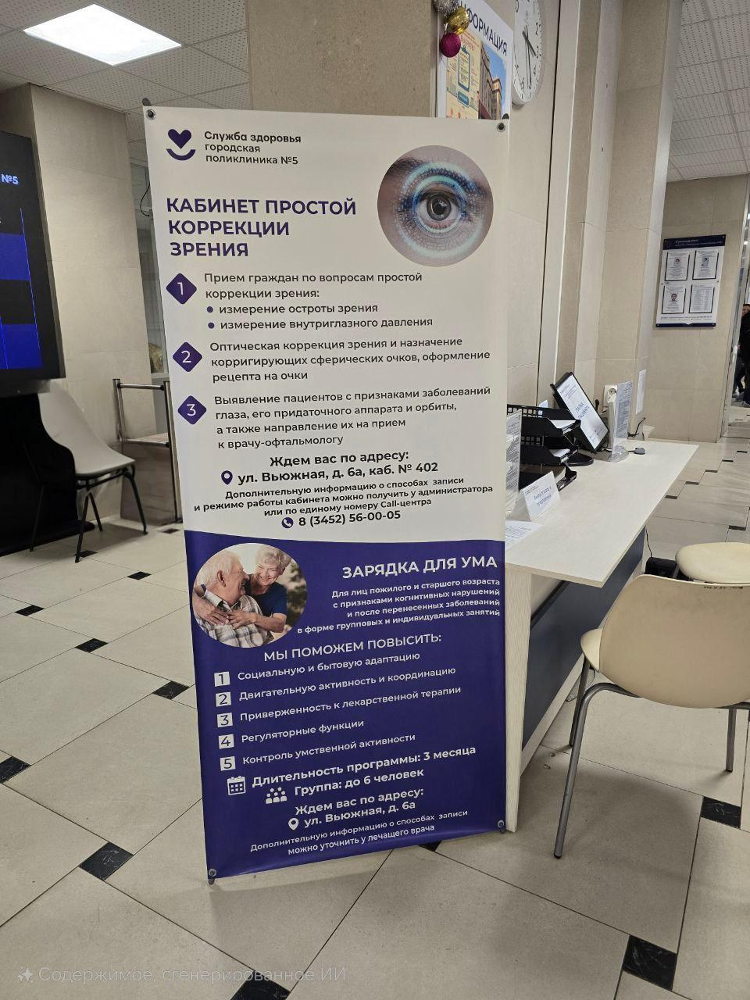 ИНФОРМАЦИЯ
№5
Служба здоровья
городская
поликлиника №5
КАБИНЕТ ПРОСТОЙ
КОРРЕКЦИИ
ЗРЕНИЯ
1
Прием граждан по вопросам простой
коррекции зрения:
измерение остроты зрения
измерение внутриглазного давления
2
Оптическая коррекция зрения и назначение
корригирующих сферических очков, оформление
рецепта на очки
3
Выявление пациентов с признаками заболеваний
глаза, его придаточного аппарата и орбиты,
а также направление их на прием
к врачу-офтальмологу
Ждем вас по адресу:
ул. Вьюжная, д. 6а, каб. № 402
Дополнительную информацию о способах записи
и режиме работы кабинета можно получить у администратора
или по единому номеру Call-центра
8 (3452) 56-00-05
ЗАРЯДКА ДЛЯ УМА
Для лиц пожилого и старшего возраста
с признаками когнитивных нарушений
и после перенесенных заболеваний
в форме групповых и индивидуальных занятий
МЫ ПОМОЖЕМ ПОВЫСИТЬ:
1 Социальную и бытовую адаптацию
2 Двигательную активность и координацию
3 Приверженность к лекарственной терапии
4 Регуляторные функции
5 Контроль умственной активности
Длительность программы: 3 месяца
Группа: до 6 человек
Ждем вас по адресу:
ул. Вьюжная, д. 6а
Дополнительную информацию о способах записи
можно уточнить у лечащего врача
Содержимое, сгенерированное ИИ